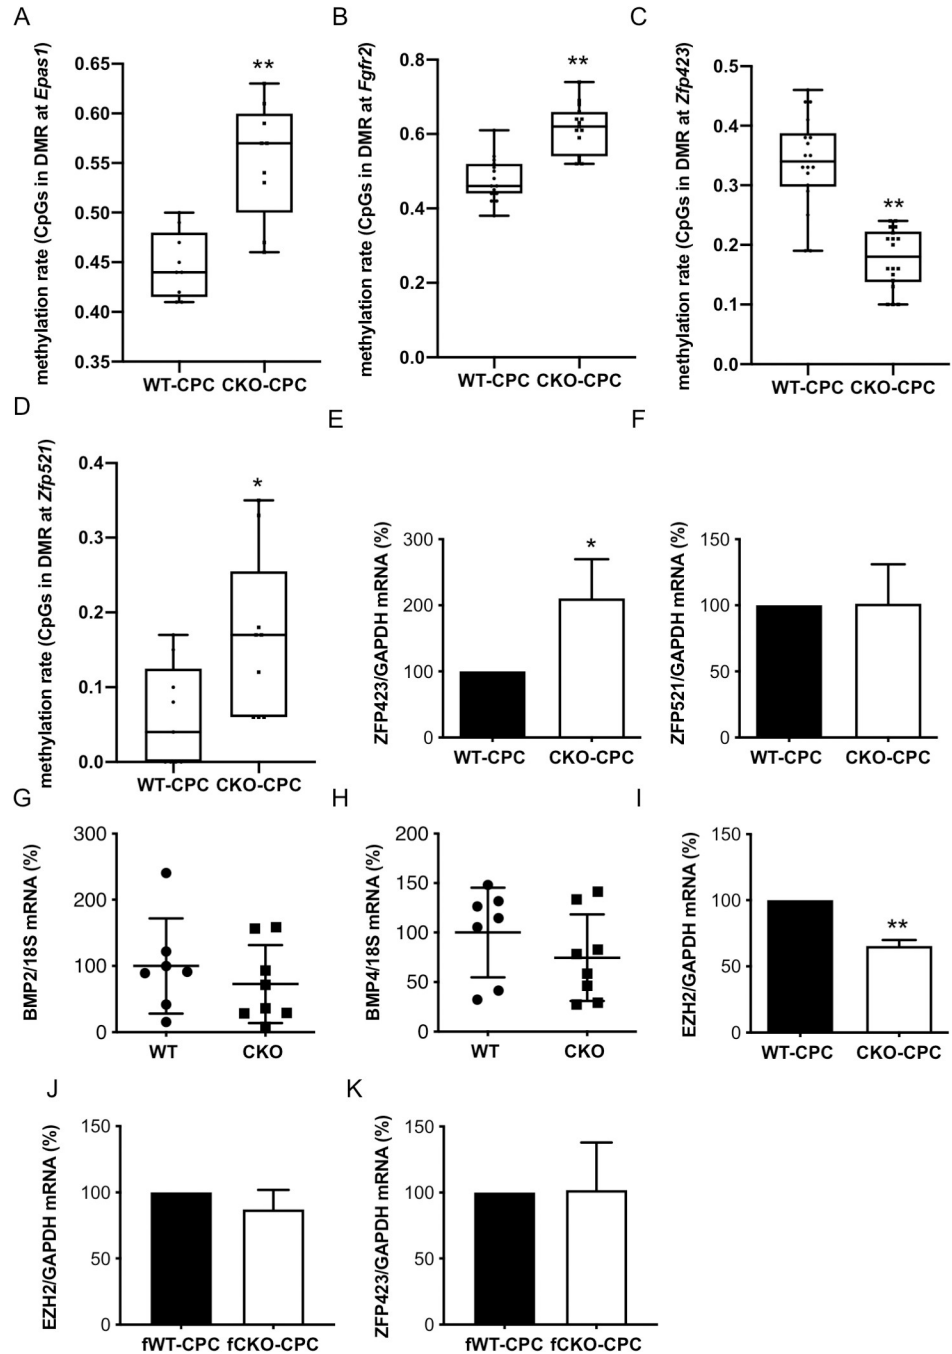 A
methylation rate (CpGs in DMR at Epas1)
0.65
0.60
0.55
0.50
0.45
0.40
0.35
**
WT-CPC CKO-CPC
B
methylation rate (CpGs in DMR at Fgfr2)
0.8
0.6
0.4
0.2
0.0
**
WT-CPC CKO-CPC
C
methylation rate (CpGs in DMR at Zfp423)
0.5
0.4
0.3
0.2
0.1
0.0
**
WT-CPC CKO-CPC
D
methylation rate (CpGs in DMR at Zfp521)
0.4
0.3
0.2
0.1
0.0
*
WT-CPC CKO-CPC
E
ZFP423/GAPDH mRNA (%)
300
200
100
0
*
WT-CPC CKO-CPC
F
ZFP521/GAPDH mRNA (%)
150
100
50
0
WT-CPC CKO-CPC
G
BMP2/18S mRNA (%)
300
200
100
0
WT CKO
H
BMP4/18S mRNA (%)
200
150
100
50
0
WT CKO
I
EZH2/GAPDH mRNA (%)
150
100
50
0
**
WT-CPC CKO-CPC
J
EZH2/GAPDH mRNA (%)
150
100
50
0
fWT-CPC fCKO-CPC
K
ZFP423/GAPDH mRNA (%)
150
100
50
0
fWT-CPC fCKO-CPC